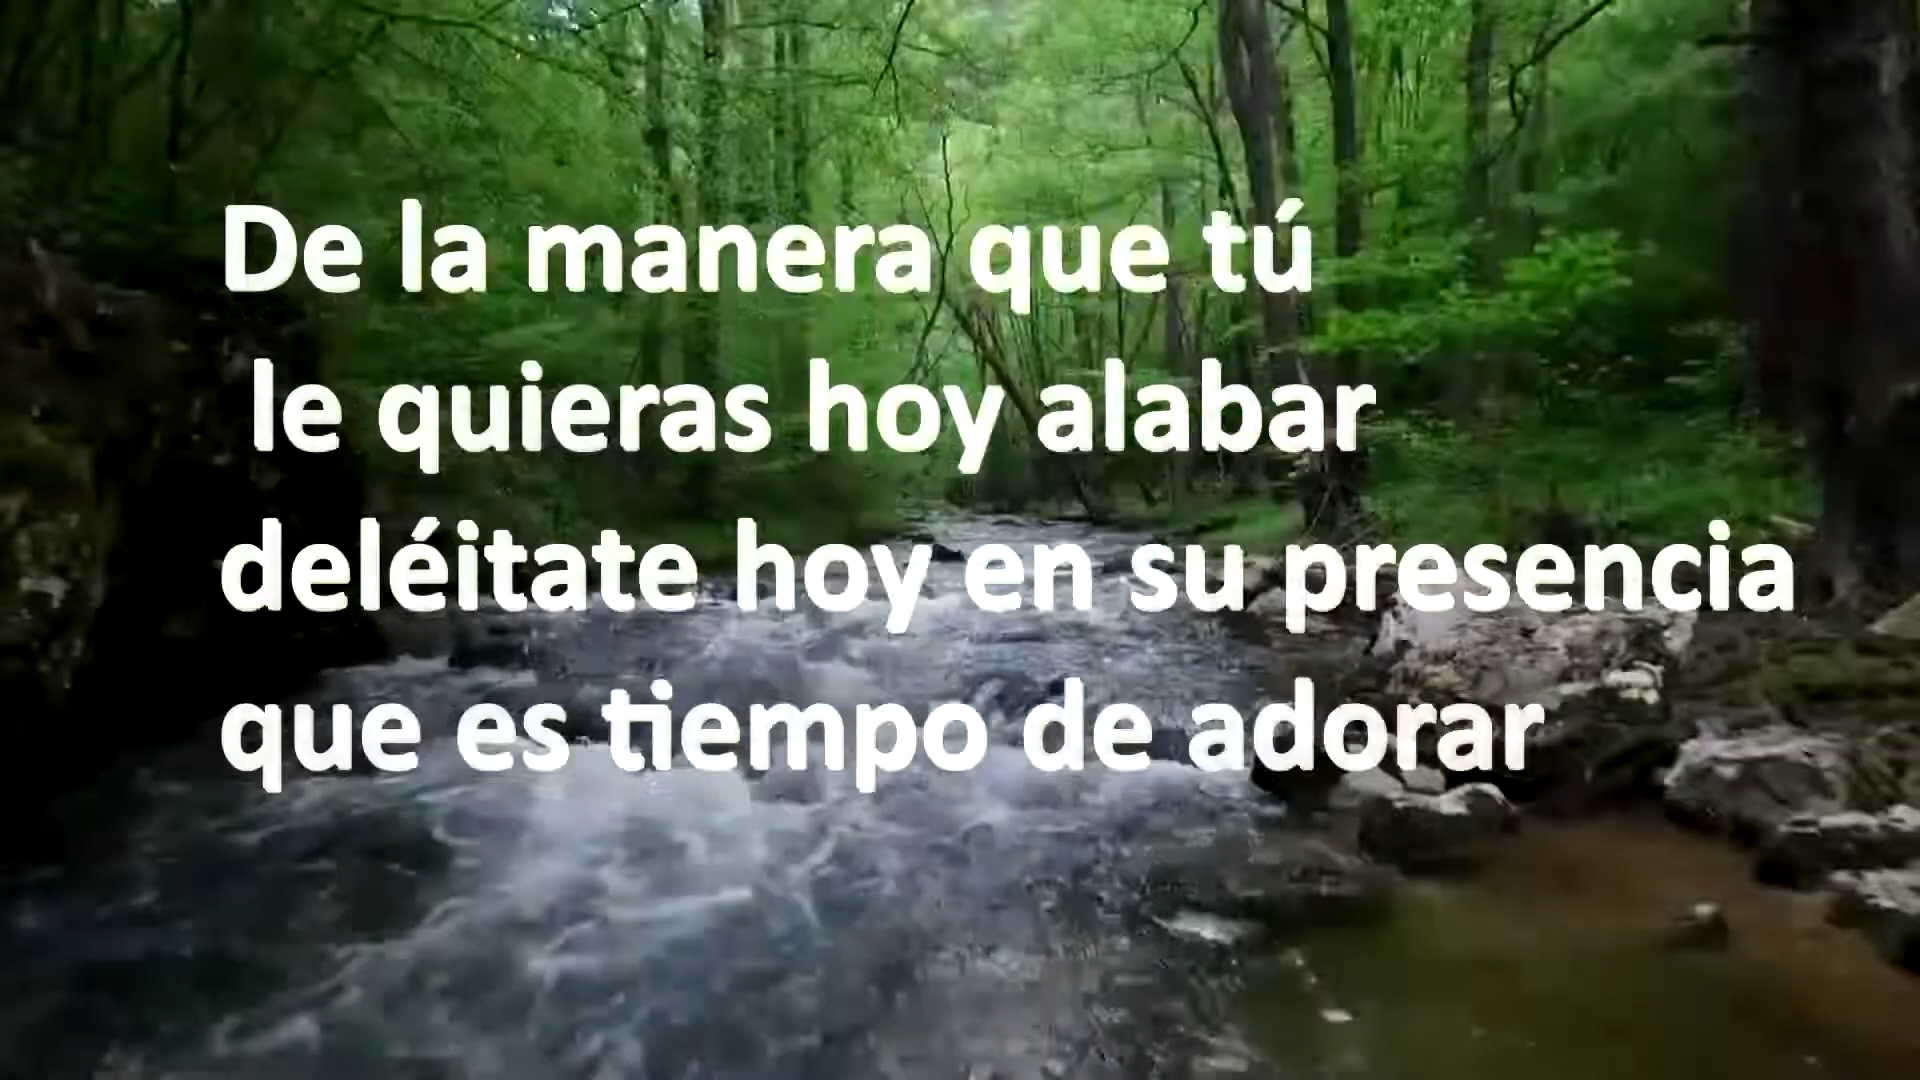 De la manera que tú
le quieras hoy alabar
deléitate hoy en su presencia
que es tiempo de adorar